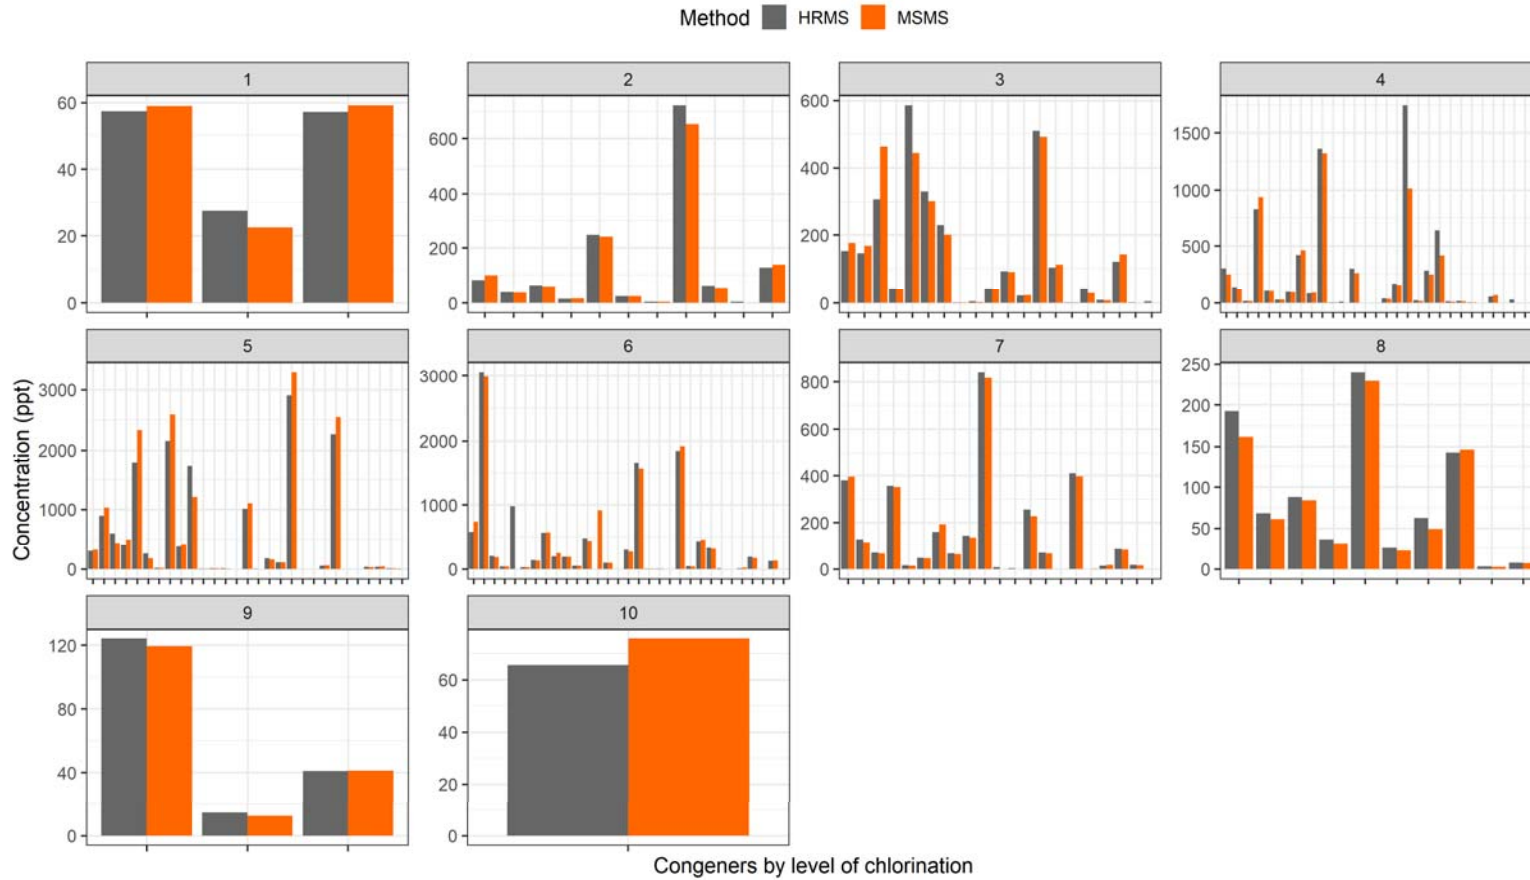 Method HRMS MSMS
1 2 3 4
60 40 20 0
600 400 200 0
600 400 200 0
1500 1000 500 0
Concentration (ppt)
5 6 7 8
3000 2000 1000 0
3000 2000 1000 0
800 600 400 200 0
250 200 150 100 50 0
9 10
120 80 40 0
60 40 20 0
Congeners by level of chlorination